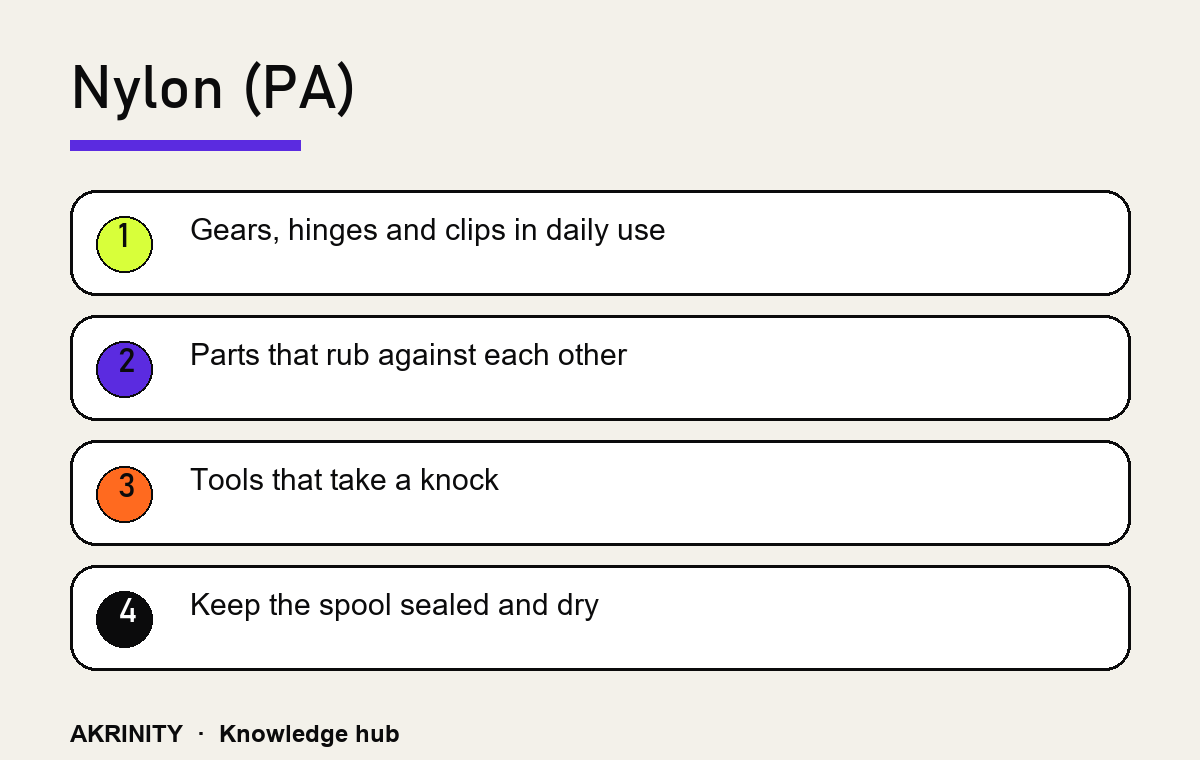 Nylon (PA)
1 Gears, hinges and clips in daily use
2 Parts that rub against each other
3 Tools that take a knock
4 Keep the spool sealed and dry
AKRINITY · Knowledge hub